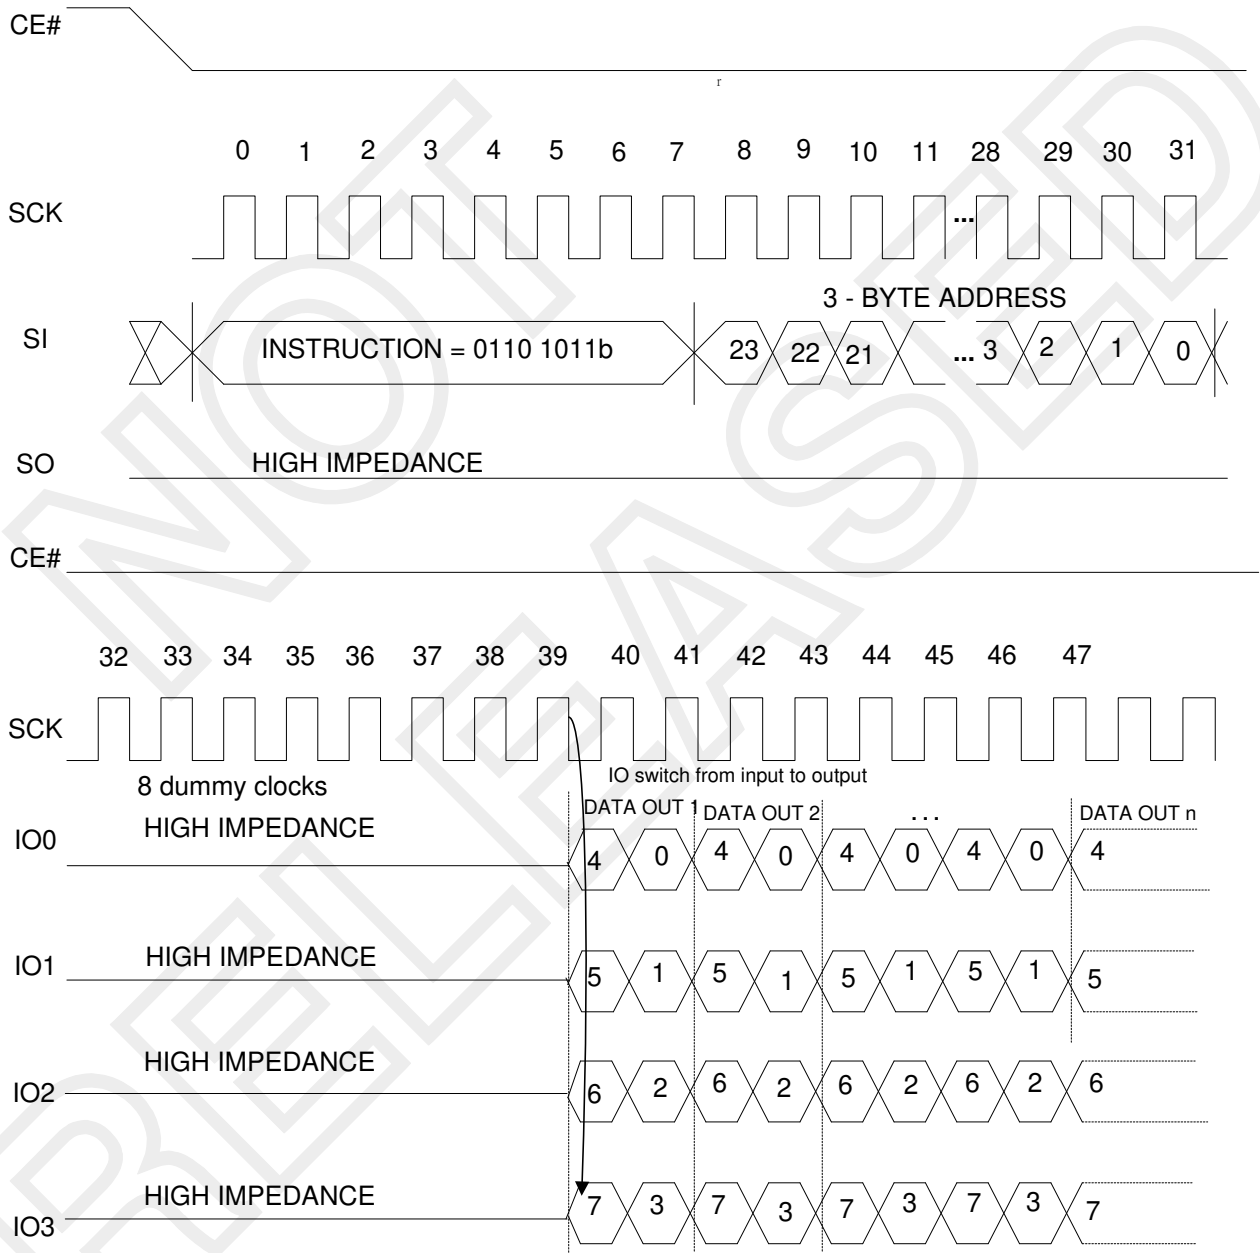 CE#
r
0 1 2 3 4 5 6 7 8 9 10 11 28 29 30 31
SCK ...
3 - BYTE ADDRESS
SI INSTRUCTION = 0110 1011b 23 22 21 ... 3 2 1 0
SO HIGH IMPEDANCE
CE#
32 33 34 35 36 37 38 39 40 41 42 43 44 45 46 47
SCK
8 dummy clocks IO switch from input to output
DATA OUT 1 DATA OUT 2 ... DATA OUT n
IO0 HIGH IMPEDANCE 4 0 4 0 4 0 4 0 4
IO1 HIGH IMPEDANCE 5 1 5 1 5 1 5 1 5
IO2 HIGH IMPEDANCE 6 2 6 2 6 2 6 2 6
IO3 HIGH IMPEDANCE 7 3 7 3 7 3 7 3 7
NOT
RELEASED